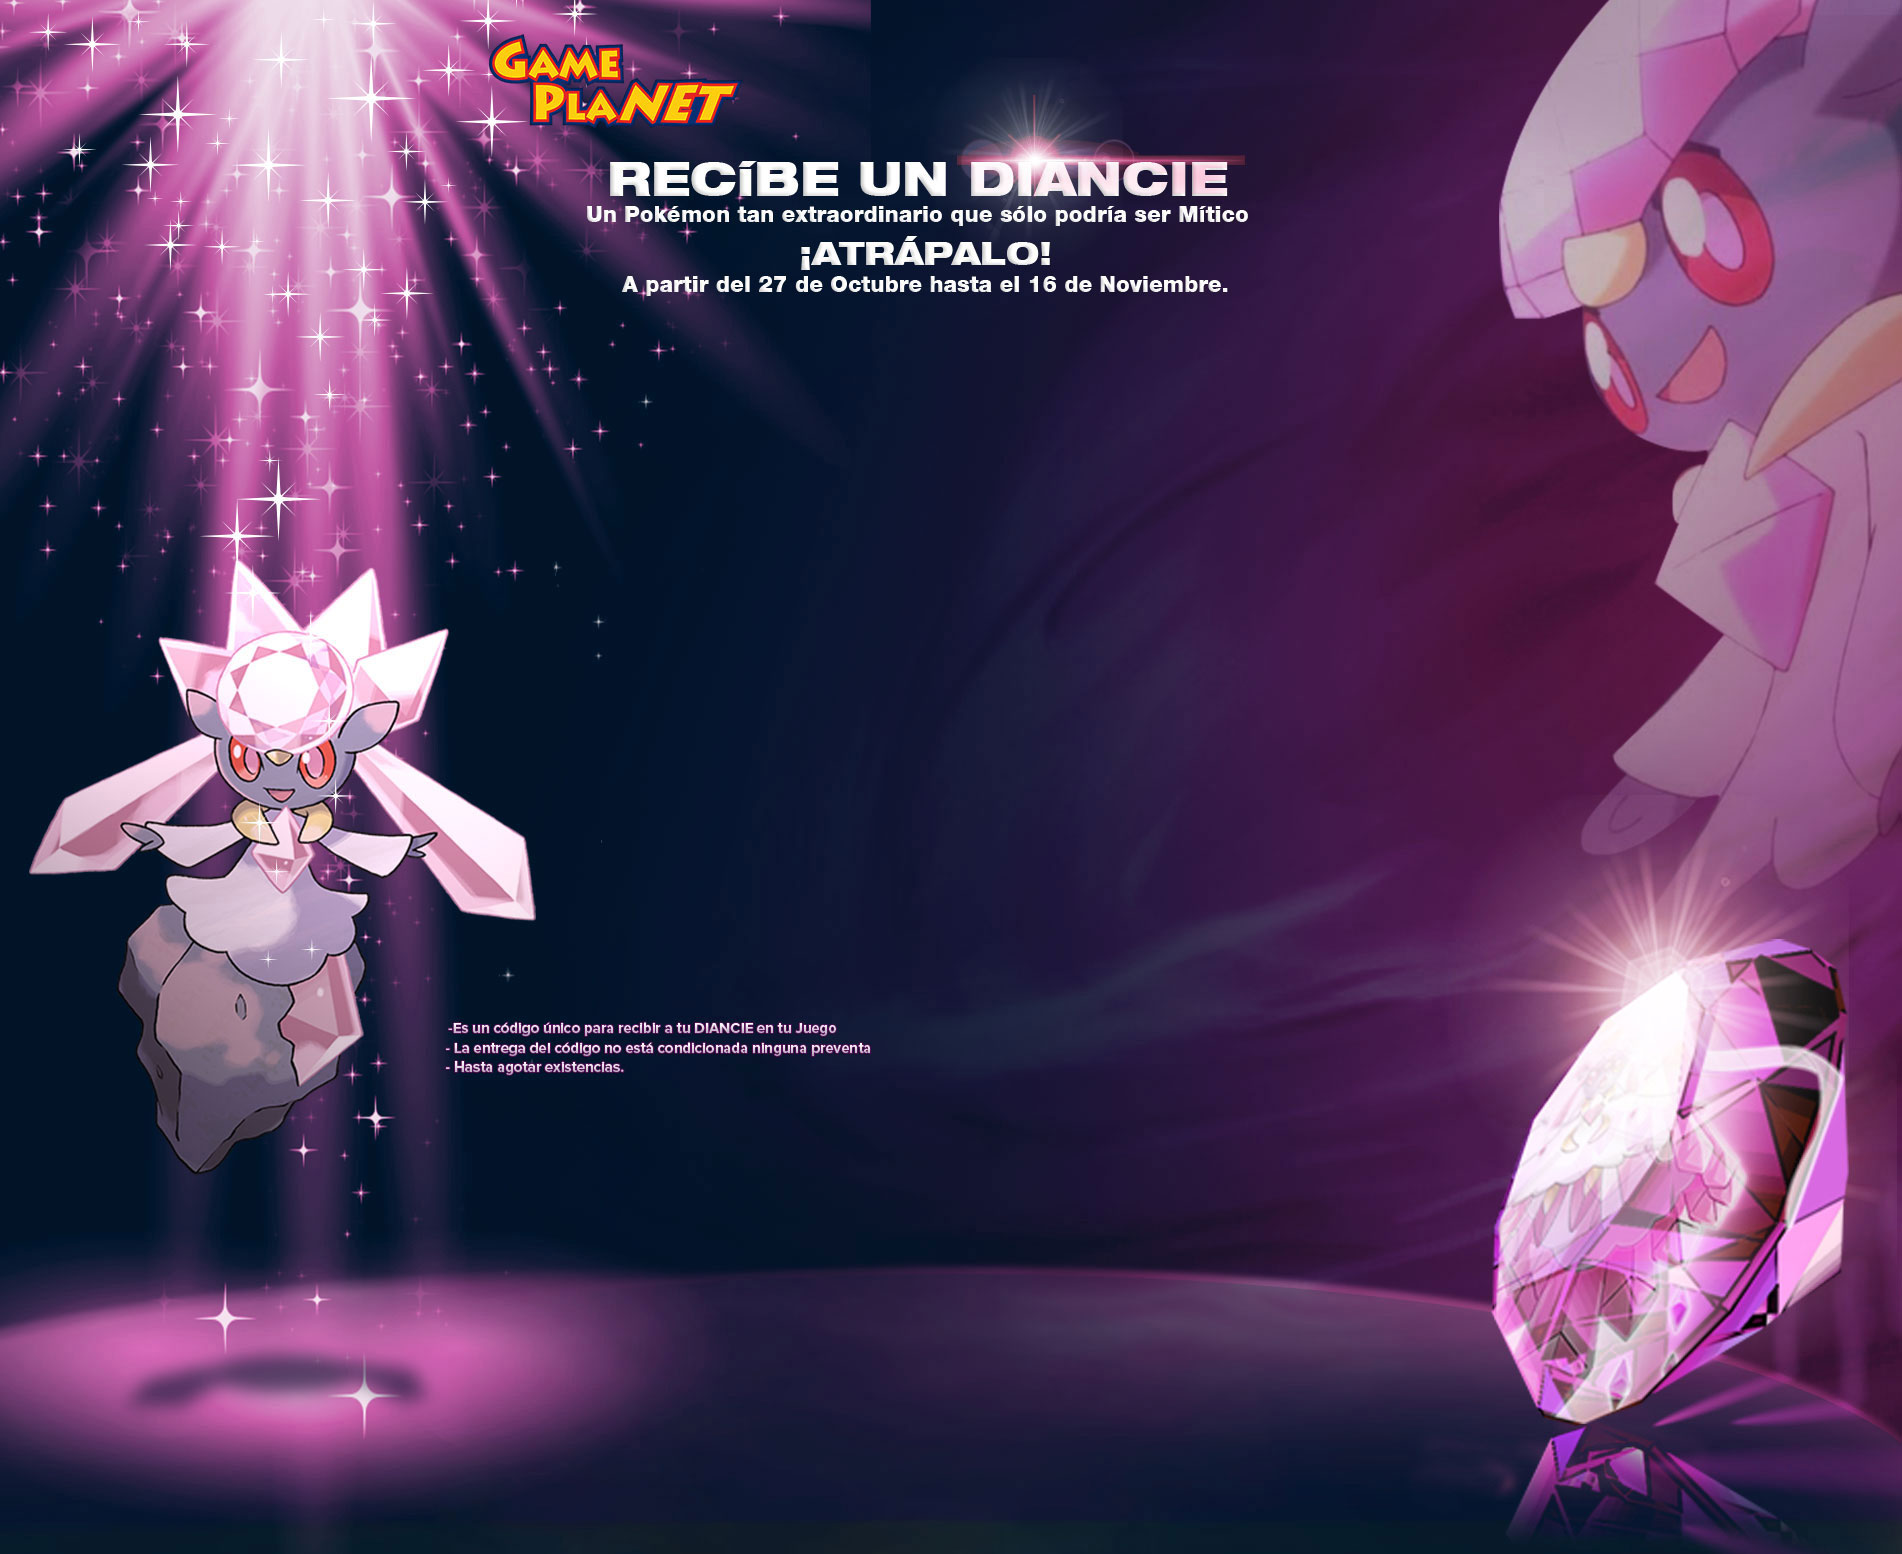 GAME
PLANET
RECíBE UN DIANCIE
Un Pokémon tan extraordinario que sólo podría ser Mítico
¡ATRÁPALO!
A partir del 27 de Octubre hasta el 16 de Noviembre.
-Es un código único para recibir a tu DIANCIE en tu Juego
- La entrega del código no está condicionada ninguna preventa
- Hasta agotar existencias.